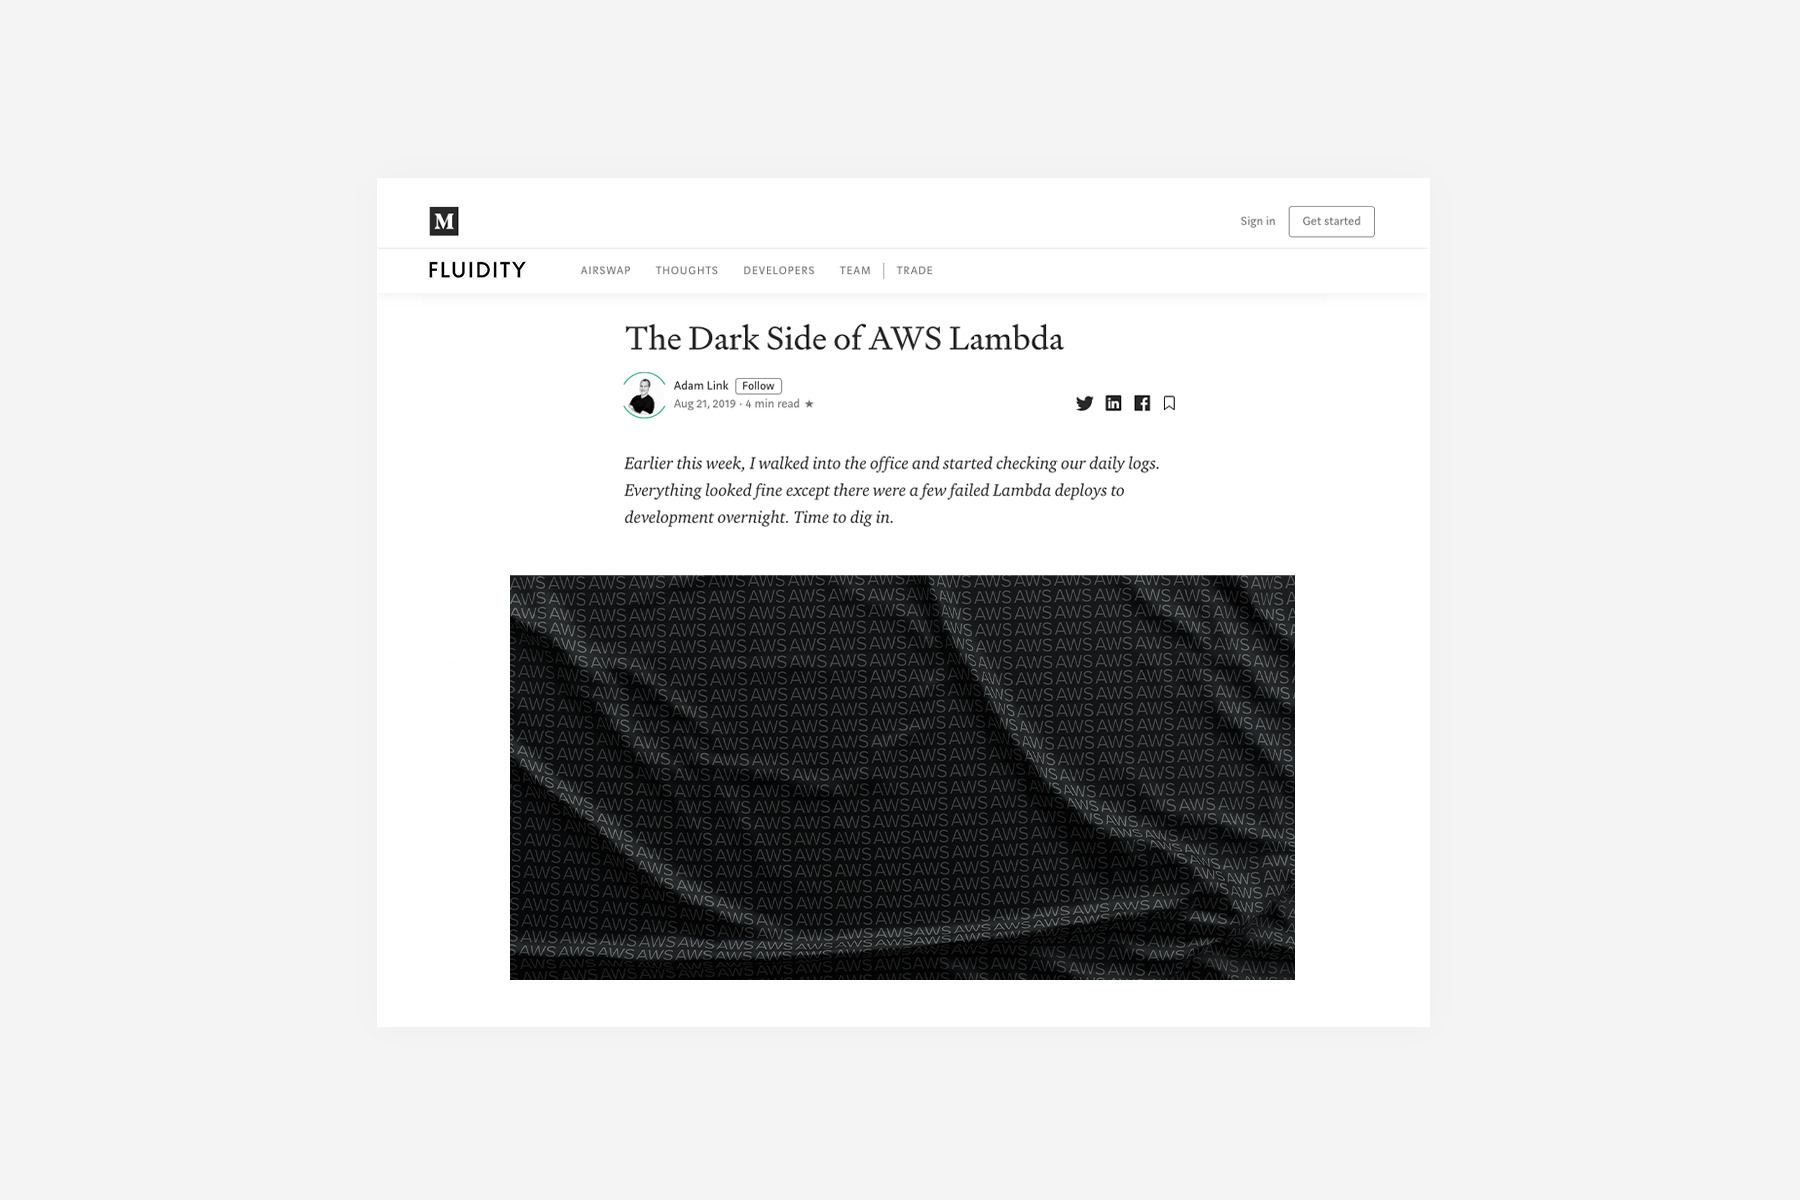 M
Sign in Get started
FLUIDITY AIRSWAP THOUGHTS DEVELOPERS TEAM TRADE
The Dark Side of AWS Lambda
Adam Link Follow
Aug 21, 2019 · 4 min read ★
Earlier this week, I walked into the office and started checking our daily logs.
Everything looked fine except there were a few failed Lambda deploys to
development overnight. Time to dig in.
AWS AWS AWS AWS AWS AWS AWS AWS AWS AWS AWS AWS AWS AWS AWS AWS AWS AWS AWS